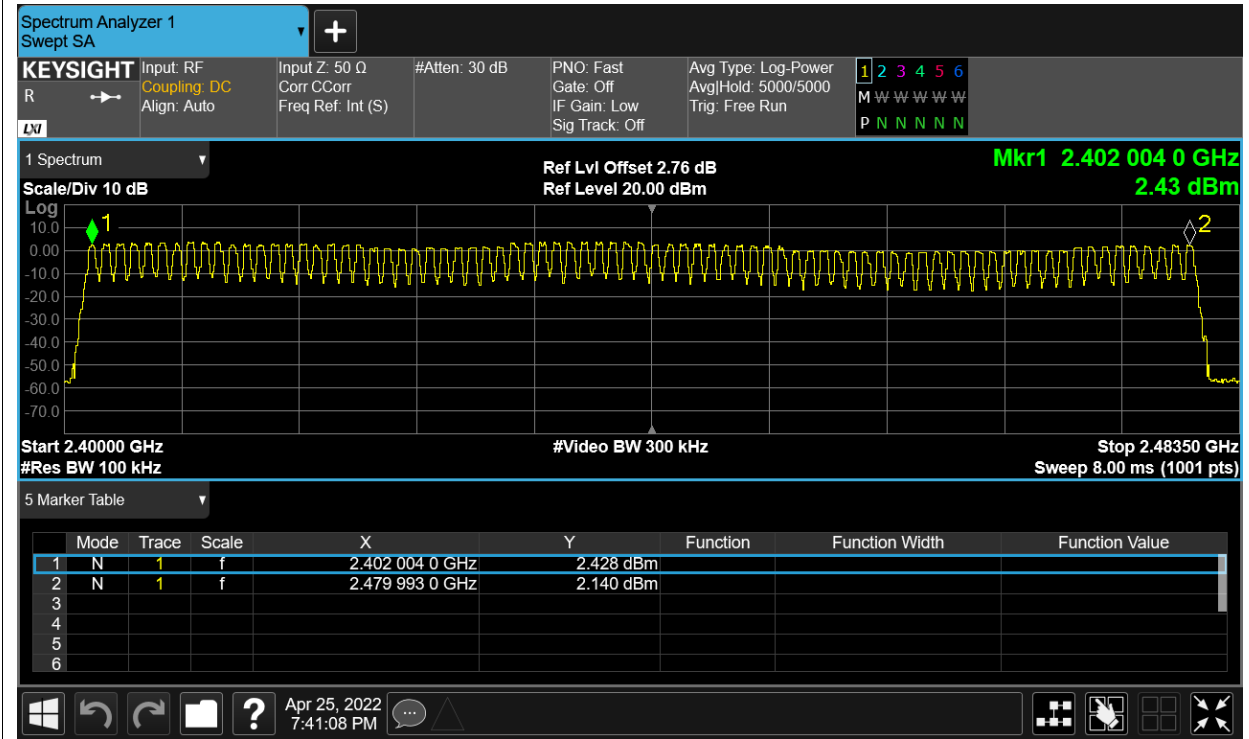 Spectrum Analyzer 1
Swept SA
+
KEYSIGHT Input: RF Input Z: 50 Ω #Atten: 30 dB PNO: Fast Avg Type: Log-Power 1 2 3 4 5 6
R Coupling: DC Corr CCorr Gate: Off Avg|Hold: 5000/5000 M W W W W W
Align: Auto Freq Ref: Int (S) IF Gain: Low Trig: Free Run
LXI Sig Track: Off P N N N N N
1 Spectrum Ref Lvl Offset 2.76 dB Mkr1 2.402 004 0 GHz
Scale/Div 10 dB Ref Level 20.00 dBm 2.43 dBm
Log
10.0 1 2
0.00
-10.0
-20.0
-30.0
-40.0
-50.0
-60.0
-70.0
Start 2.40000 GHz #Video BW 300 kHz Stop 2.48350 GHz
#Res BW 100 kHz Sweep 8.00 ms (1001 pts)
5 Marker Table
Mode Trace Scale X Y Function Function Width Function Value
1 N 1 f 2.402 004 0 GHz 2.428 dBm
2 N 1 f 2.479 993 0 GHz 2.140 dBm
3
4
5
6
? Apr 25, 2022
7:41:08 PM